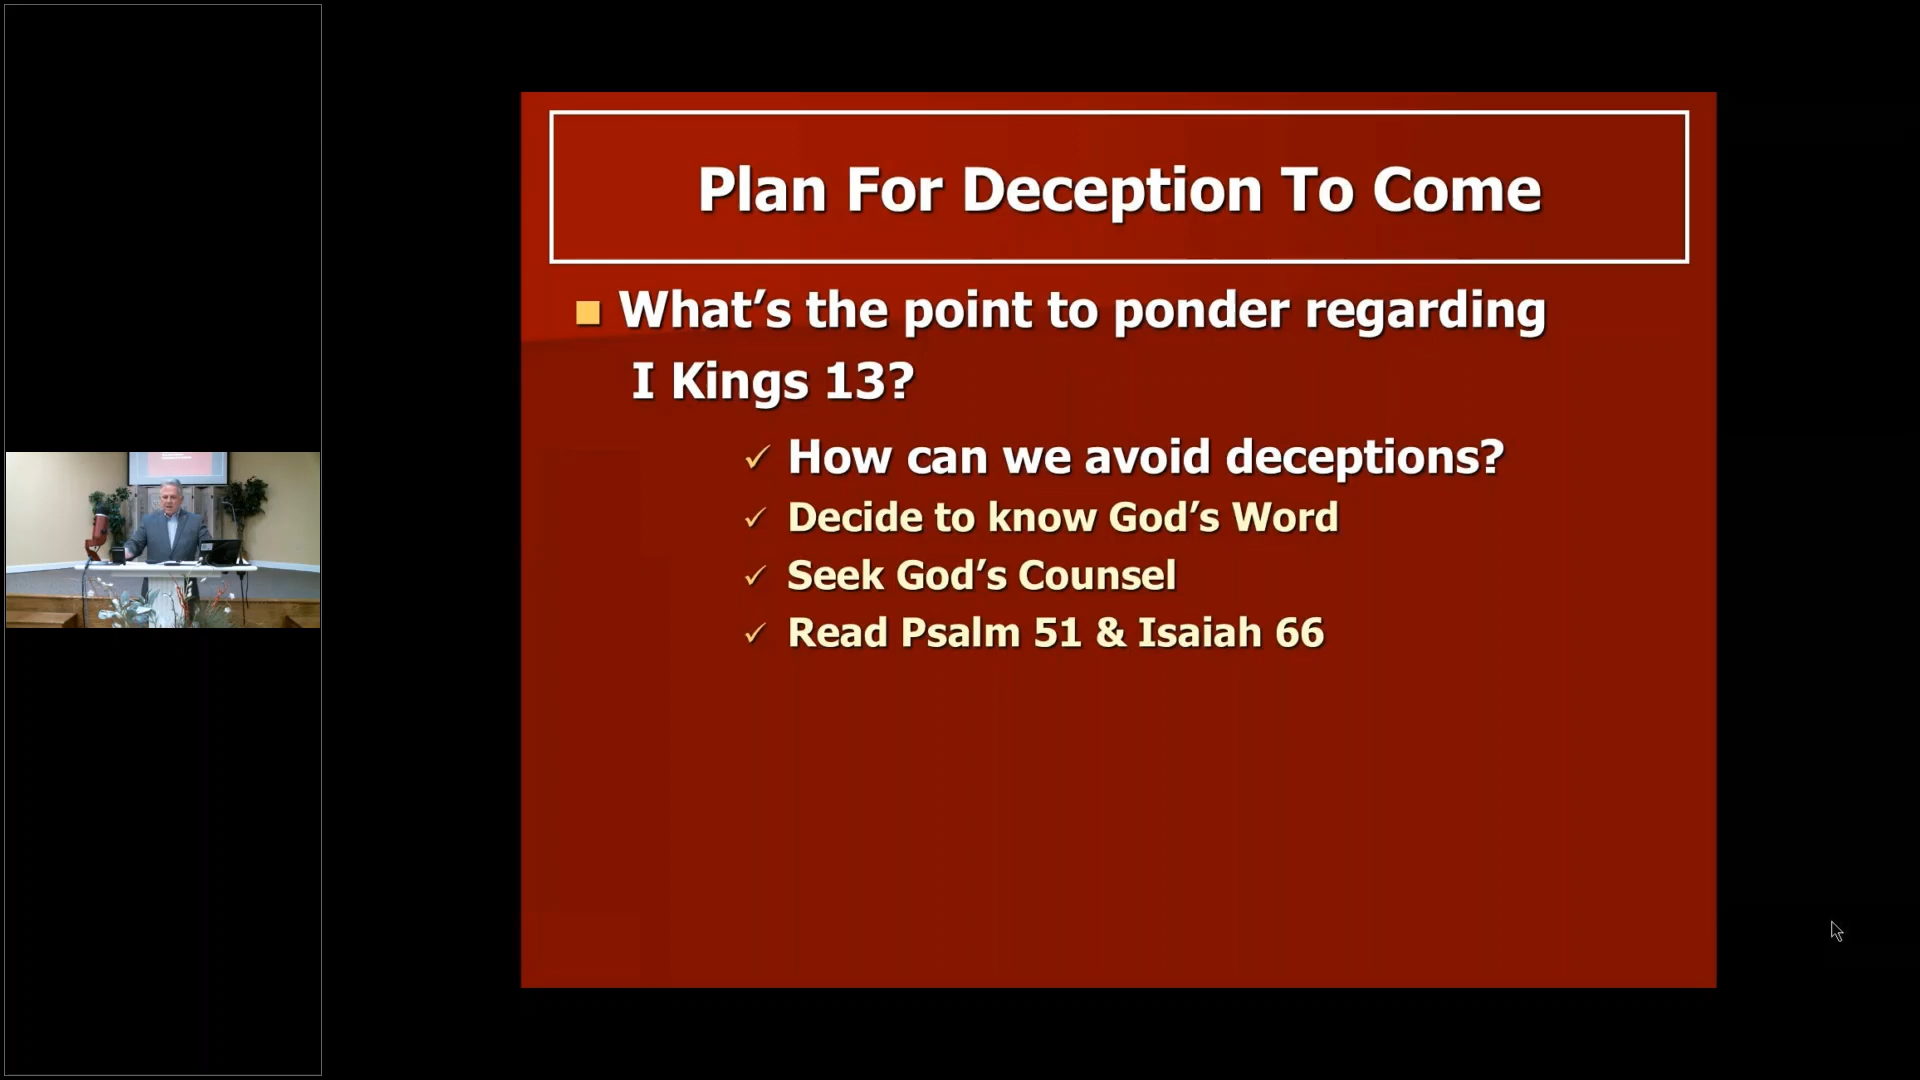 Plan For Deception To Come
What’s the point to ponder regarding
I Kings 13?
How can we avoid deceptions?
Decide to know God’s Word
Seek God’s Counsel
Read Psalm 51 & Isaiah 66